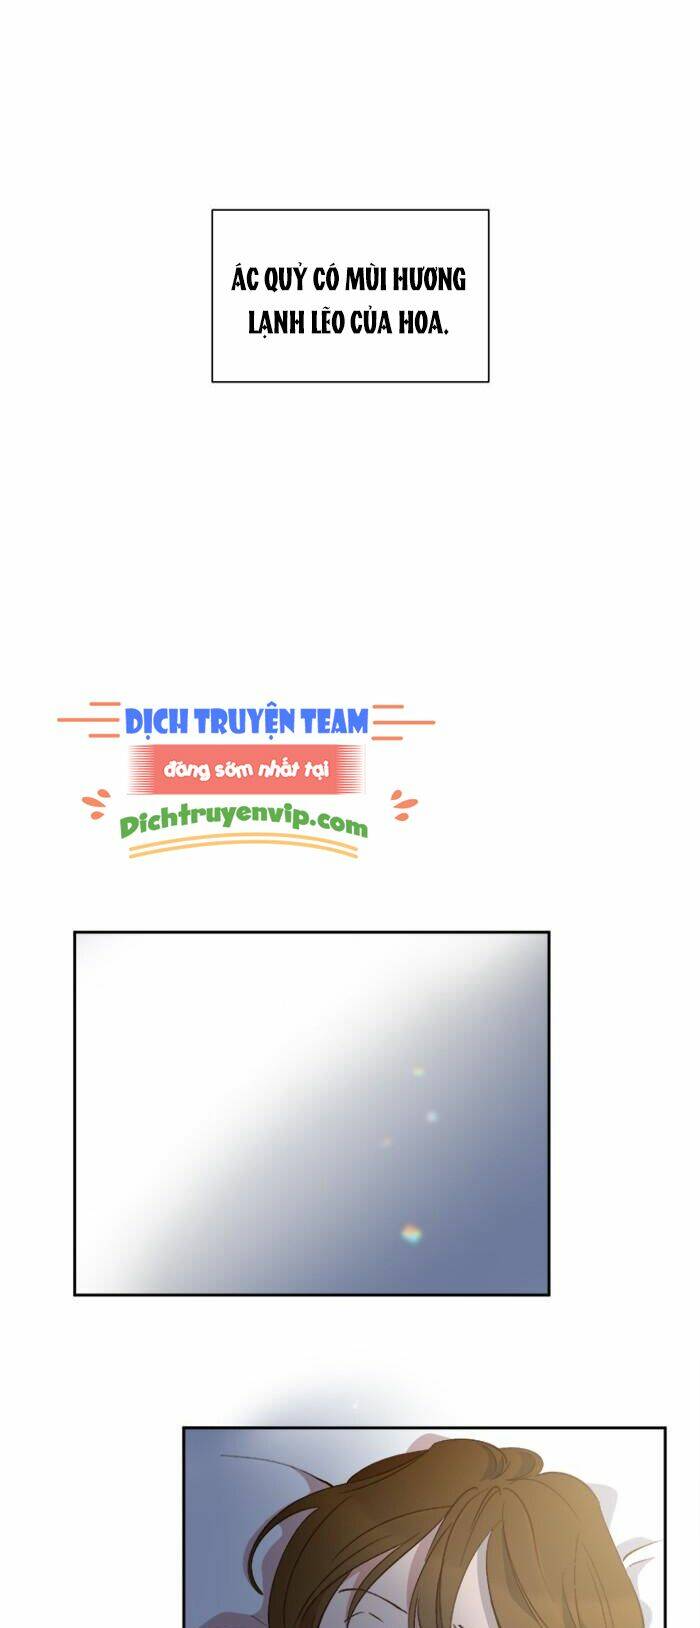 ÁC QUỶ CÓ MÙI HƯƠNG
LẠNH LẼO CỦA HOA.
DỊCH TRUYỆN TEAM
đăng sớm nhất tại
Dichtruyenvip.com